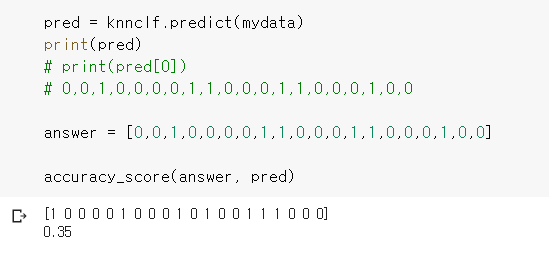 pred = knnclf.predict(mydata)
print(pred)
# print(pred[0])
# 0,0,1,0,0,0,0,1,1,0,0,0,1,1,0,0,0,1,0,0
answer = [0,0,1,0,0,0,0,1,1,0,0,0,1,1,0,0,0,1,0,0]
accuracy_score(answer, pred)
[1 0 0 0 0 1 0 0 0 1 0 1 0 0 1 1 1 0 0 0]
0.35